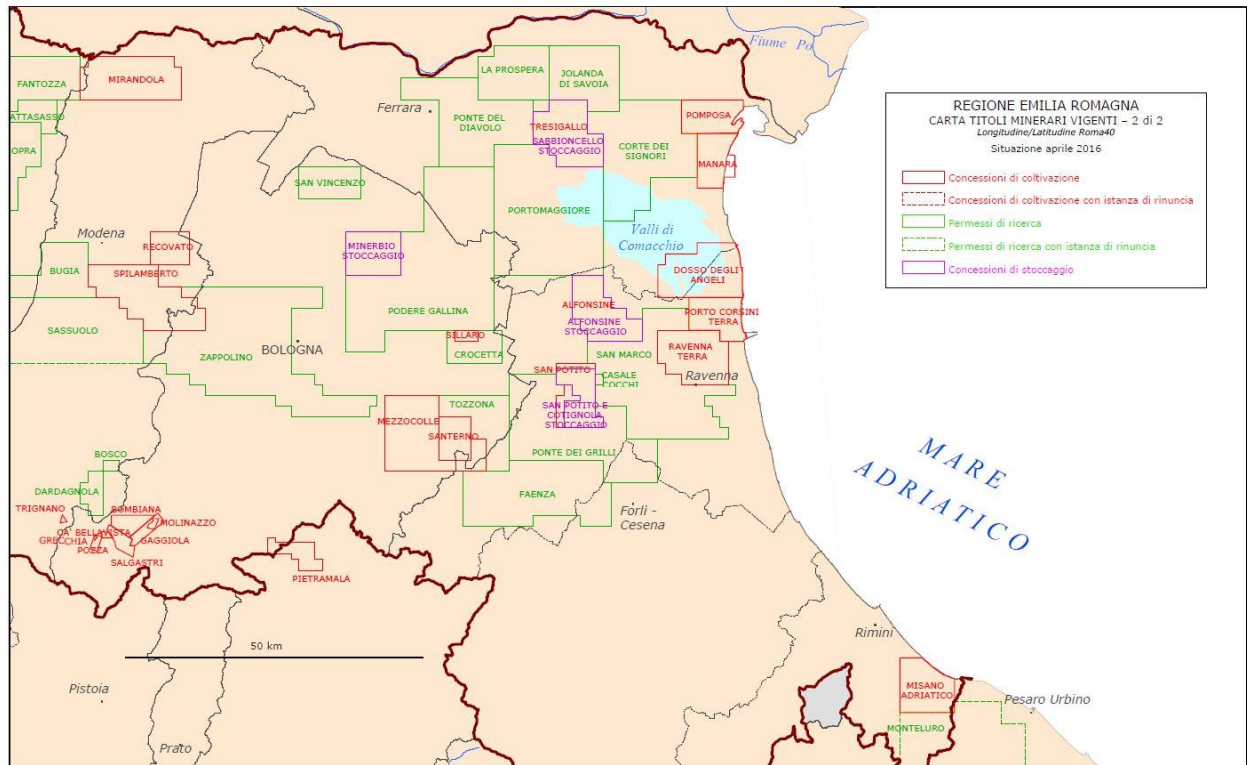 Fiume Po
LA PROSPERA
JOLANDA
DI SAVOIA
FANTOZZA
MIRANDOLA
Ferrara
PONTE DEL
DIAVOLO
TRESIGALLO
SABBIONCELLO
STOCCAGGIO
POMPOSA
ATTASASSO
OPRA
CORTE DEI
SIGNORI
MANARA
SAN VINCENZO
PORTOMAGGIORE
Valli di
Comacchio
Modena
RECOVATO
MINERBIO
STOCCAGGIO
BUGIA
SPILAMBERTO
DOSSO DEGLI
ANGELI
ALFONSINE
ALFONSINE
STOCCAGGIO
PORTO CORSINI
TERRA
PODERE GALLINA
SASSUOLO
SILLARO
CROCETTA
BOLOGNA
ZAPPOLINO
SAN MARCO
RAVENNA
TERRA
SAN POTITO
CASALE
COCCHI
Ravenna
TOZZONA
MEZZOCOLLE
SAN POTITO E
COTIGNOLA
STOCCAGGIO
SANTERNO
PONTE DEI GRILLI
BOSCO
DARDAGNOLA
FAENZA
Forlì -
Cesena
TRIGNANO
BOMBIANA
MOLINAZZO
CA' BELLAVISTA
GRECCHIA
GAGGIOLA
POZZA
SALGASTRI
PIETRAMALA
MARE
ADRIATICO
50 km
Rimini
Pistoia
MISANO
ADRIATICO
Pesaro Urbino
MONTELURO
Prato
REGIONE EMILIA ROMAGNA
CARTA TITOLI MINERARI VIGENTI – 2 di 2
Longitudine/Latitudine Roma40
Situazione aprile 2016
Concessioni di coltivazione
Concessioni di coltivazione con istanza di rinuncia
Permessi di ricerca
Permessi di ricerca con istanza di rinuncia
Concessioni di stoccaggio